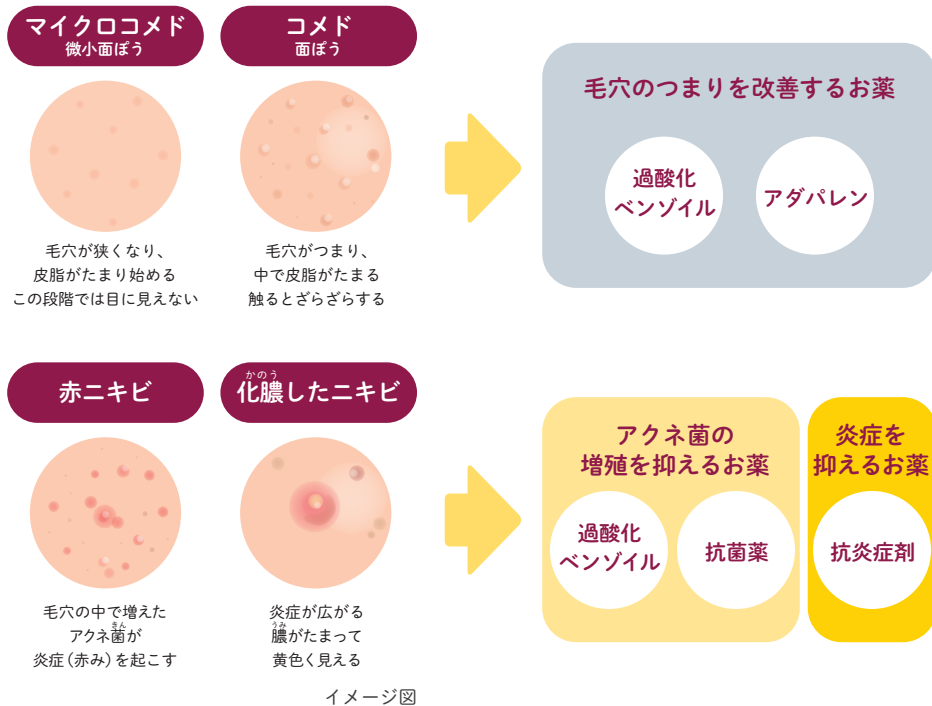 マイクロコメド
微小面ぽう
コメド
面ぽう
毛穴が狭くなり、
皮脂がたまり始める
この段階では目に見えない
毛穴がつまり、
中で皮脂がたまる
触るとざらざらする
毛穴のつまりを改善するお薬
過酸化
ベンゾイル
アダパレン
赤ニキビ
かのう
化膿したニキビ
毛穴の中で増えた
きん
アクネ菌が
炎症(赤み)を起こす
炎症が広がる
うみ
膿がたまって
黄色く見える
アクネ菌の
増殖を抑えるお薬
過酸化
ベンゾイル
抗菌薬
炎症を
抑えるお薬
抗炎症剤
イメージ図